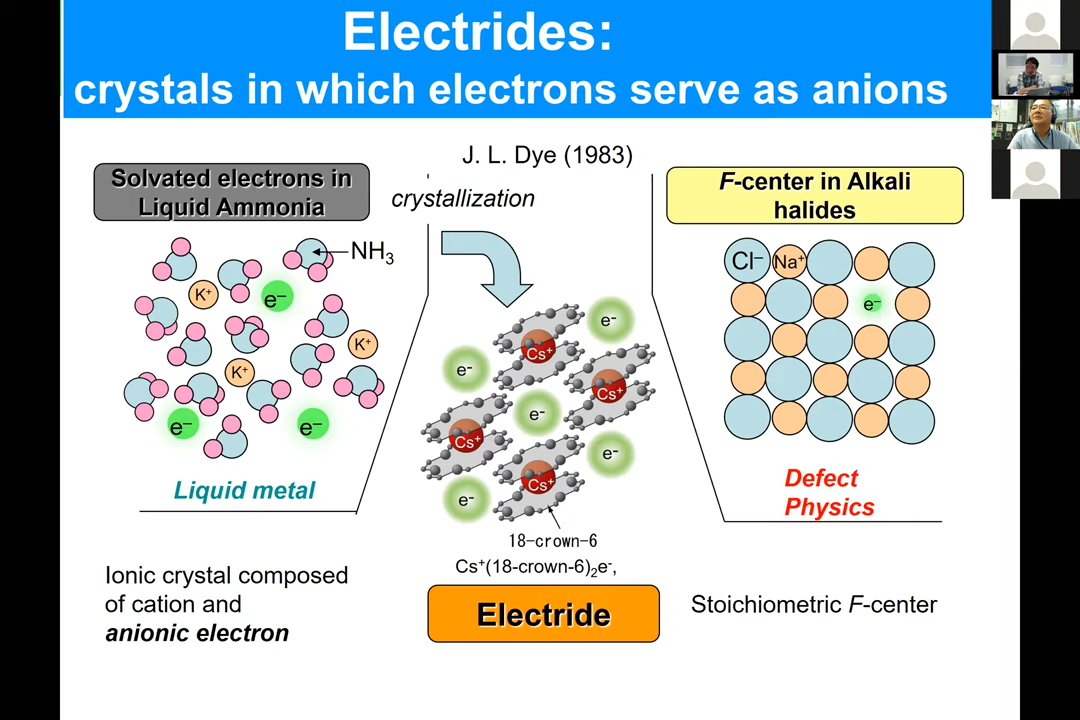 Electrides:
crystals in which electrons serve as anions
J. L. Dye (1983)
Solvated electrons in
Liquid Ammonia
crystallization
F-center in Alkali
halides
NH₃
K⁺
e⁻
K⁺
K⁺
e⁻
e⁻
Liquid metal
e⁻
Cs⁺
e⁻
Cs⁺
e⁻
Cs⁺
e⁻
Cs⁺
e⁻
18-crown-6
Cs⁺(18-crown-6)₂e⁻,
Cl⁻
Na⁺
e⁻
Defect
Physics
Ionic crystal composed
of cation and
anionic electron
Electride
Stoichiometric F-center